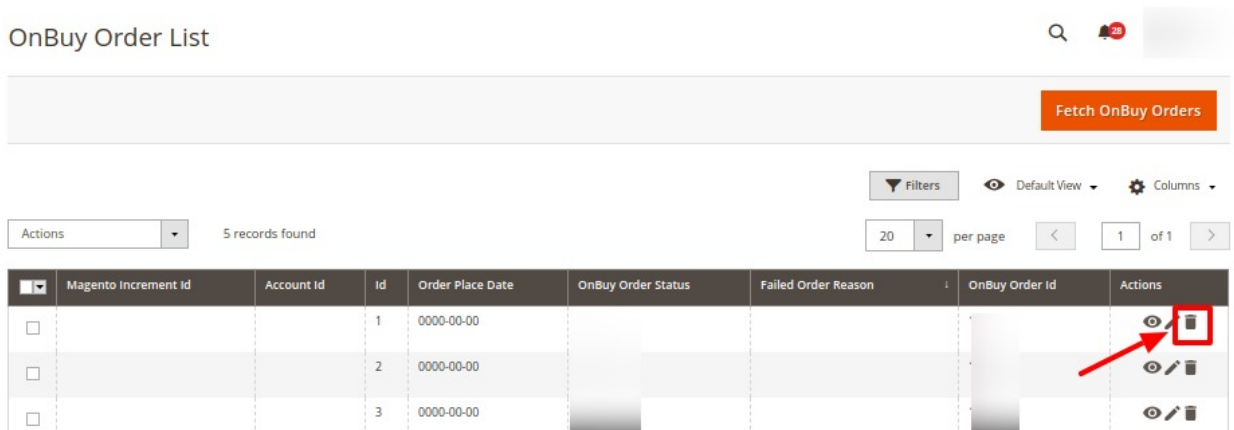 OnBuy Order List
28
Fetch OnBuy Orders
Filters Default View Columns
Actions 5 records found 20 per page 1 of 1
Magento Increment Id Account Id Id Order Place Date OnBuy Order Status Failed Order Reason ↓ OnBuy Order Id Actions
1 0000-00-00
2 0000-00-00
3 0000-00-00